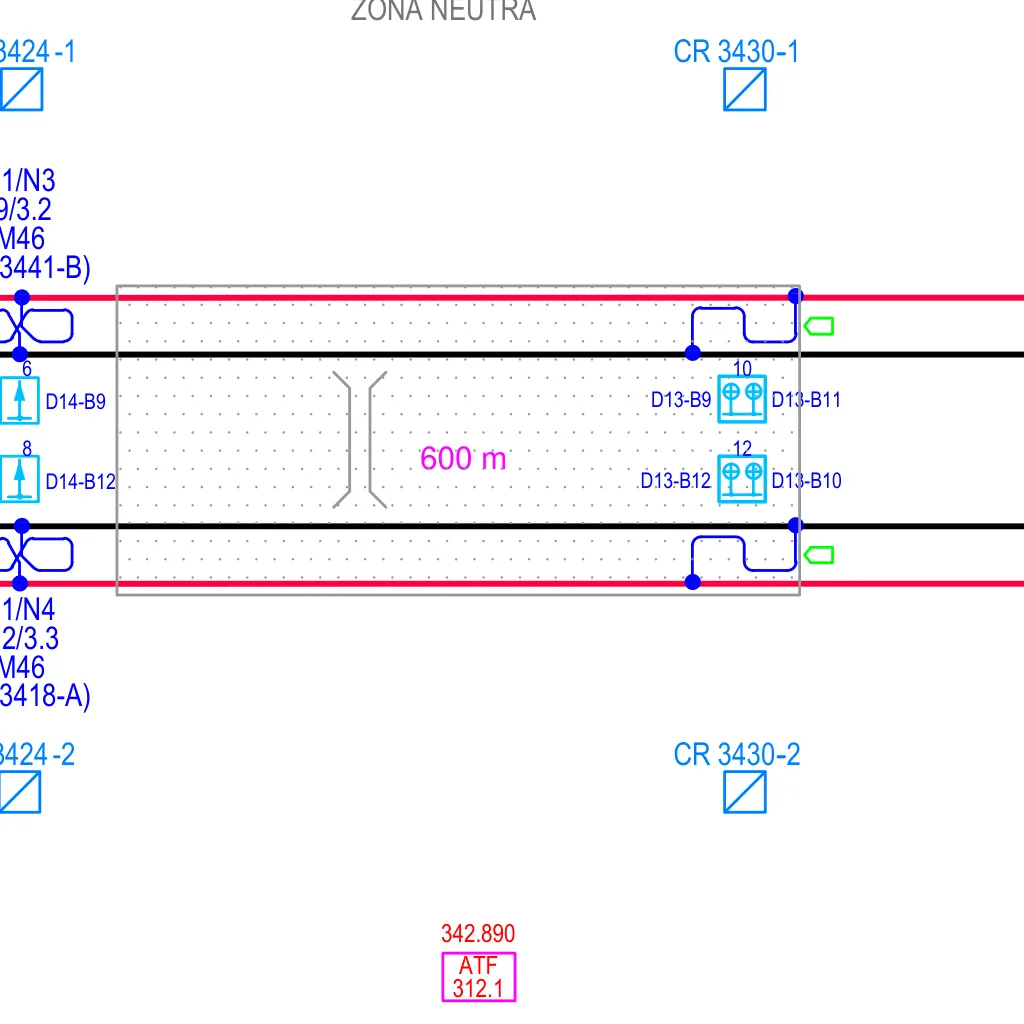 ZONA NEUTRA
3424-1
CR 3430-1
1/N3
9/3.2
M46
3441-B)
6
10
D14-B9
D13-B9
D13-B11
8
12
600 m
D14-B12
D13-B12
D13-B10
1/N4
2/3.3
M46
3418-A)
3424-2
CR 3430-2
342.890
ATF
312.1